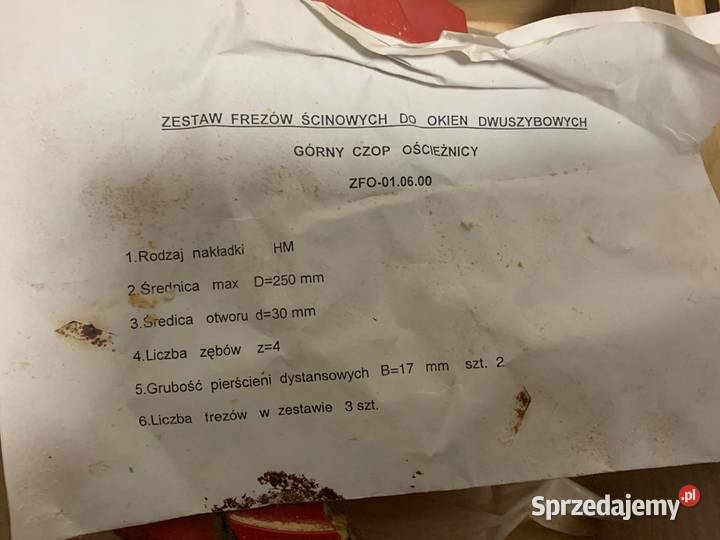 ZESTAW FREZÓW ŚCINOWYCH DO OKIEN DWUSZYBOWYCH
GÓRNY CZOP OŚCIEŻNICY
ZFO-01.06.00
1.Rodzaj nakładki HM
2.Średnica max D=250 mm
3.Średica otworu d=30 mm
4.Liczba zębów z=4
5.Grubość pierścieni dystansowych B=17 mm szt. 2
6.Liczba frezów w zestawie 3 szt.
Sprzedajemy.pl